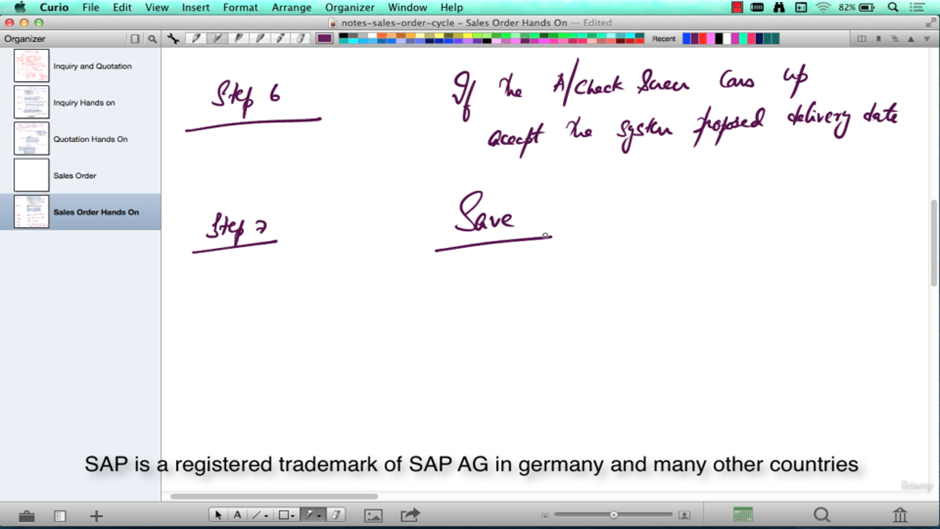 Curio File Edit View Insert Format Arrange Organizer Window Help 82%
notes-sales-order-cycle - Sales Order Hands On — Edited
Organizer
Recent
Inquiry and Quotation
Inquiry Hands on
Quotation Hands On
Sales Order
Sales Order Hands On
Step 6
If the A/Check Screen Coms up
accept the system proposed delivery date
Step 7
Save
SAP is a registered trademark of SAP AG in germany and many other countries
Udemy
A